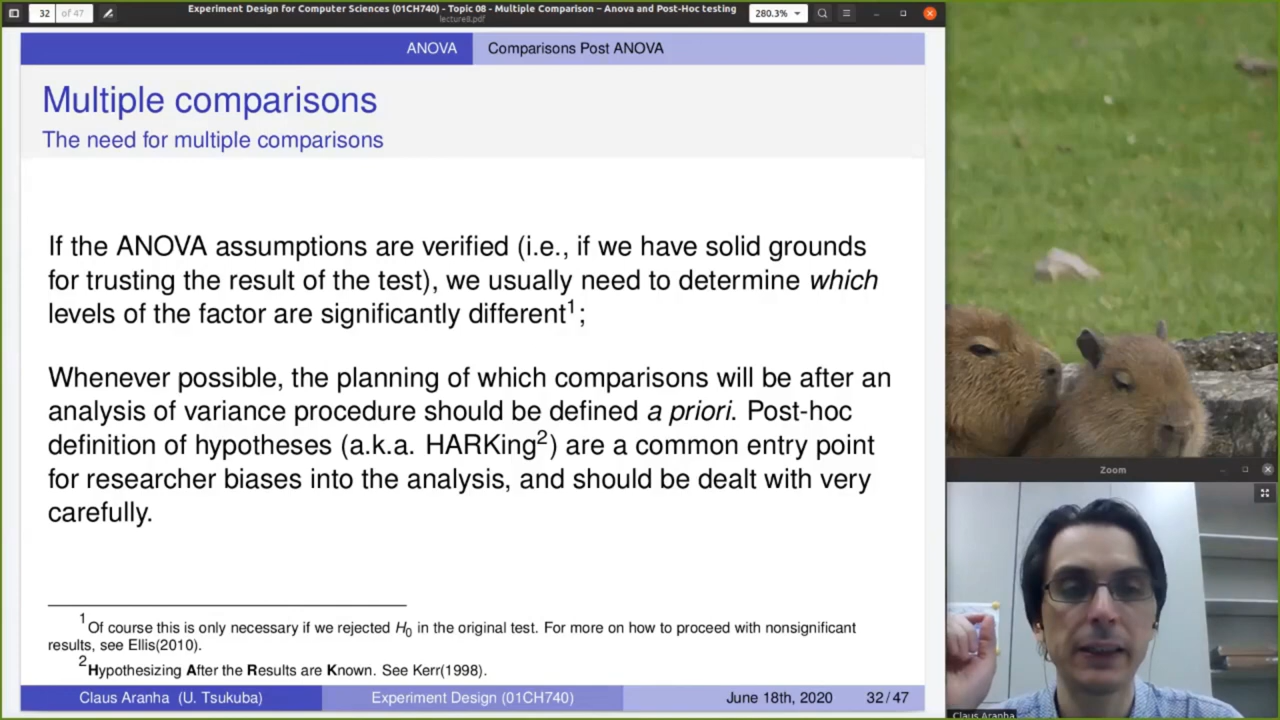 Experiment Design for Computer Sciences (01CH740) - Topic 08 - Multiple Comparison – Anova and Post-Hoc testing
lecture8.pdf
32 of 47
280.3%
ANOVA Comparisons Post ANOVA
Multiple comparisons
The need for multiple comparisons
If the ANOVA assumptions are verified (i.e., if we have solid grounds
for trusting the result of the test), we usually need to determine which
levels of the factor are significantly different1;
Whenever possible, the planning of which comparisons will be after an
analysis of variance procedure should be defined a priori. Post-hoc
definition of hypotheses (a.k.a. HARKing2) are a common entry point
for researcher biases into the analysis, and should be dealt with very
carefully.
1Of course this is only necessary if we rejected H0 in the original test. For more on how to proceed with nonsignificant
results, see Ellis(2010).
2Hypothesizing After the Results are Known. See Kerr(1998).
Claus Aranha (U. Tsukuba) Experiment Design (01CH740) June 18th, 2020 32/47
Zoom
Claus Aranha